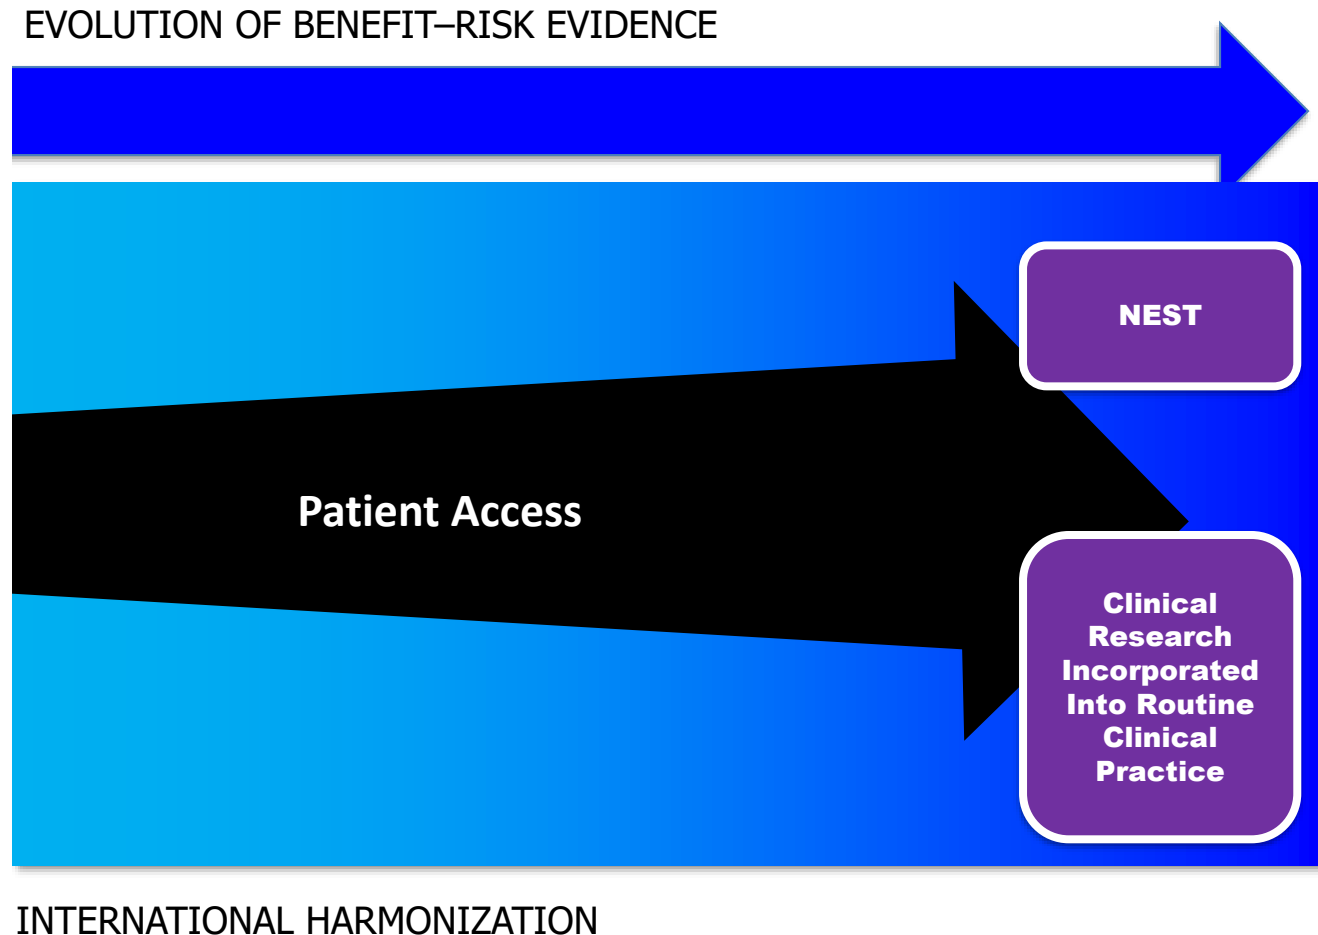 EVOLUTION OF BENEFIT–RISK EVIDENCE
NEST
Patient Access
Clinical
Research
Incorporated
Into Routine
Clinical
Practice
INTERNATIONAL HARMONIZATION